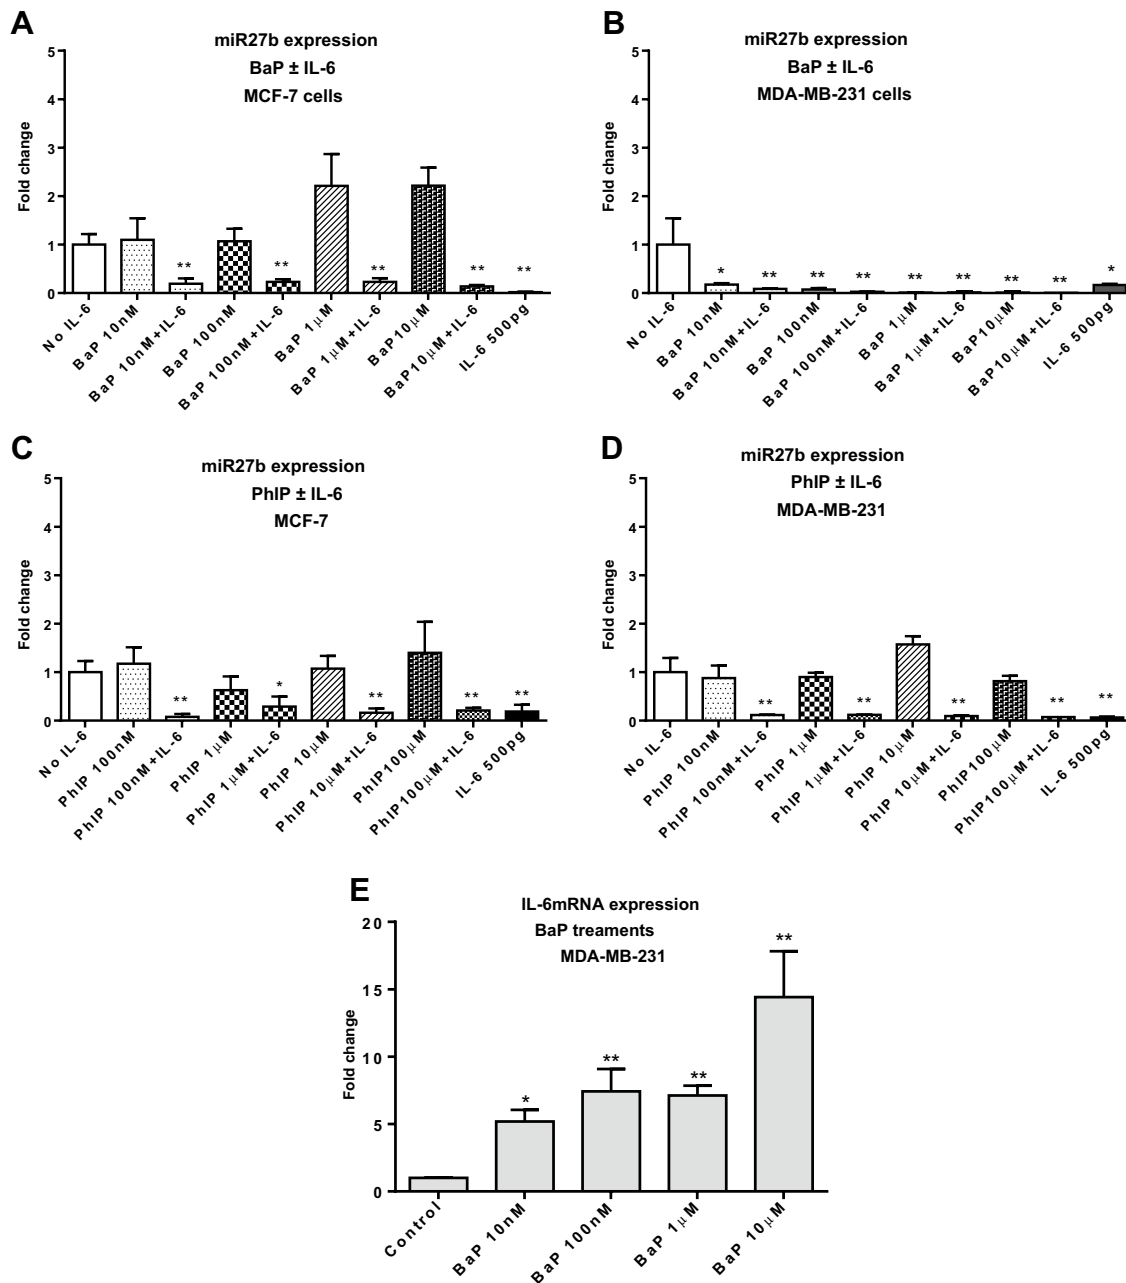 A
miR27b expression
BaP ± IL-6
MCF-7 cells
Fold change
5
4
3
2
1
0
** ** ** ** **
No IL-6
BaP 10nM
BaP 10nM+IL-6
BaP 100nM
BaP 100nM+IL-6
BaP 1μM
BaP 1μM+IL-6
BaP10μM
BaP10μM+IL-6
IL-6 500pg
B
miR27b expression
BaP ± IL-6
MDA-MB-231 cells
Fold change
5
4
3
2
1
0
* ** ** ** ** ** ** ** *
No IL-6
BaP 10nM
BaP 10nM+IL-6
BaP 100nM
BaP 100nM+IL-6
BaP 1μM
BaP 1μM+IL-6
BaP10μM
BaP10μM+IL-6
IL-6 500pg
C
miR27b expression
PhIP ± IL-6
MCF-7
Fold change
5
4
3
2
1
0
** * ** ** **
No IL-6
PhIP 100nM
PhIP 100nM+IL-6
PhIP 1μM
PhIP 1μM+IL-6
PhIP 10μM
PhIP 10μM+IL-6
PhIP100μM
PhIP100μM+IL-6
IL-6 500pg
D
miR27b expression
PhIP ± IL-6
MDA-MB-231
Fold change
5
4
3
2
1
0
** ** ** ** **
No IL-6
PhIP 100nM
PhIP 100nM+IL-6
PhIP 1μM
PhIP 1μM+IL-6
PhIP 10μM
PhIP 10μM+IL-6
PhIP100μM
PhIP100μM+IL-6
IL-6 500pg
E
IL-6mRNA expression
BaP treaments
MDA-MB-231
Fold change
20
15
10
5
0
* ** ** **
Control
BaP 10nM
BaP 100nM
BaP 1μM
BaP 10μM